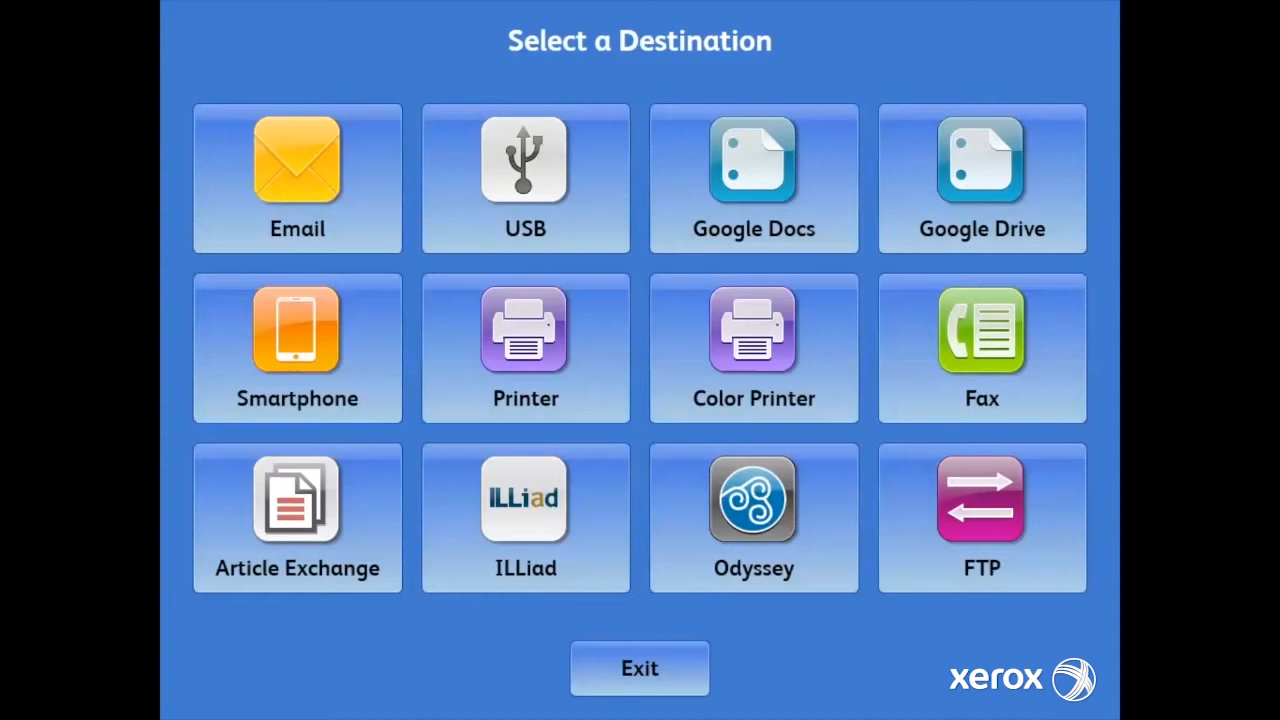 Select a Destination
Email
USB
Google Docs
Google Drive
Smartphone
Printer
Color Printer
Fax
Article Exchange
ILLiad
ILLiad
Odyssey
FTP
Exit
xerox